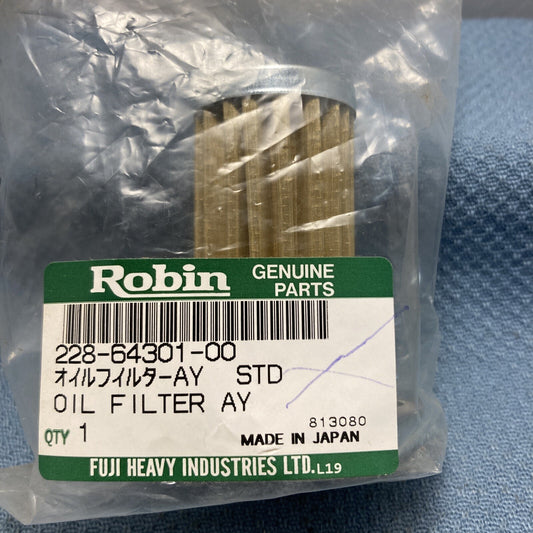 Robin GENUINE PARTS
228-64301-00
オイルフィルターAY STD
OIL FILTER AY
813080
QTY 1 MADE IN JAPAN
FUJI HEAVY INDUSTRIES LTD. L19